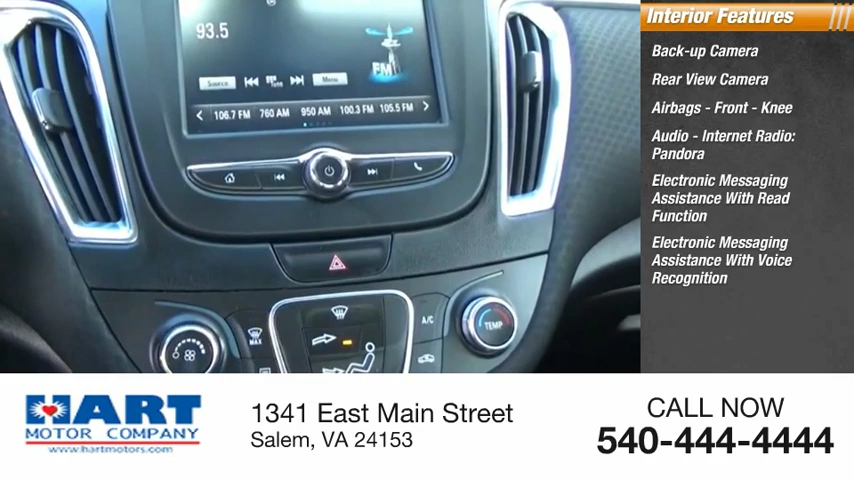 93.5
FM
Source
Tune
Menu
106.7 FM 760 AM 950 AM 100.3 FM 105.5 FM
A/C
MAX
TEMP
Interior Features
Back-up Camera
Rear View Camera
Airbags - Front - Knee
Audio - Internet Radio:
Pandora
Electronic Messaging
Assistance With Read
Function
Electronic Messaging
Assistance With Voice
Recognition
HART
MOTOR COMPANY
www.hartmotors.com
1341 East Main Street
Salem, VA 24153
CALL NOW
540-444-4444